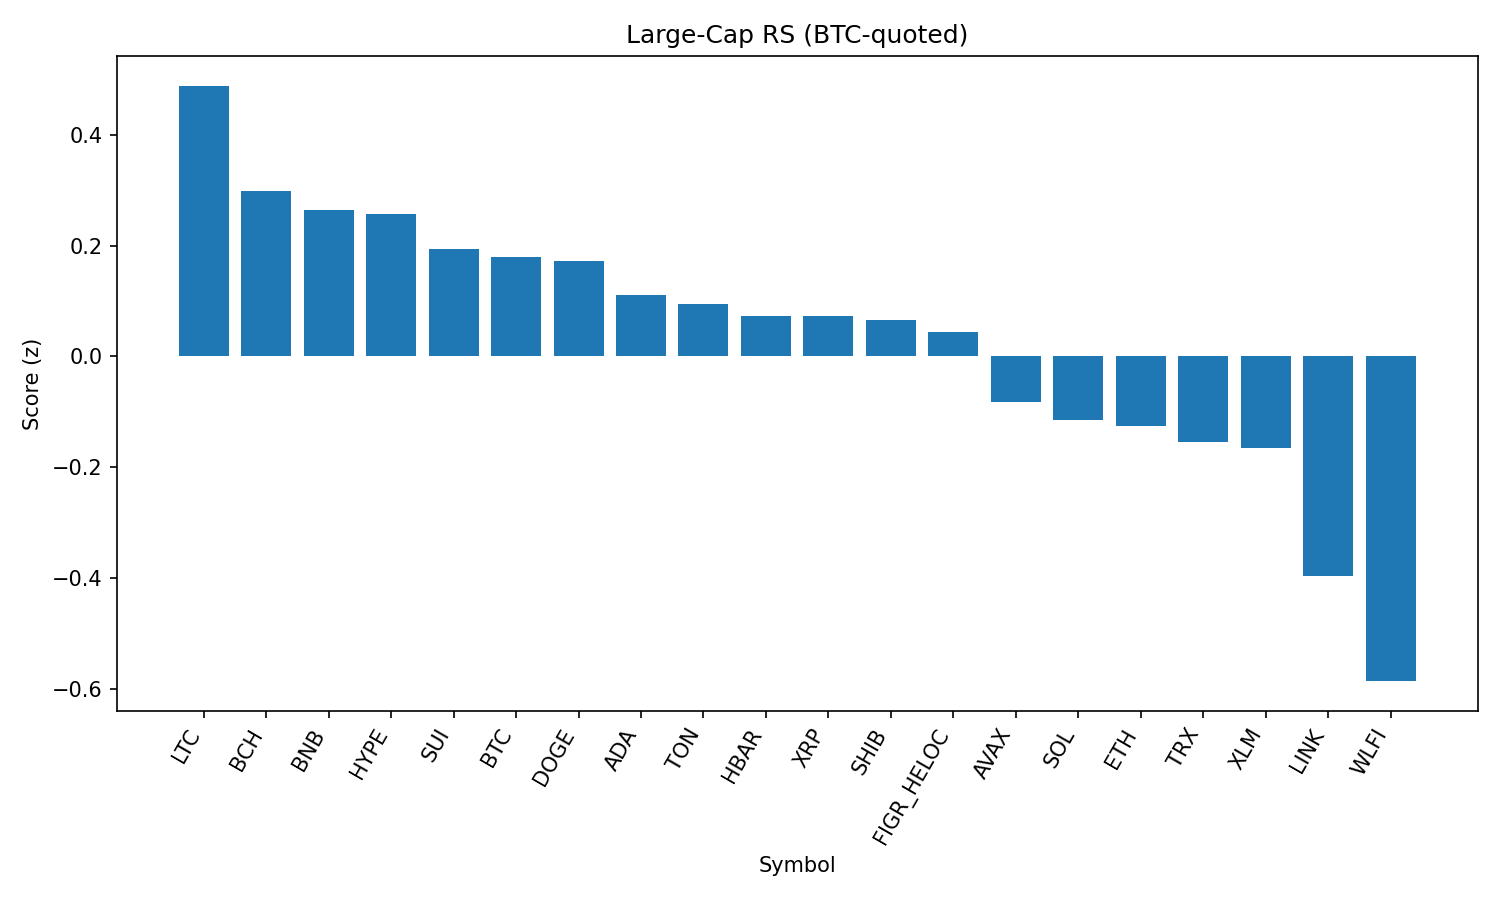 Large-Cap RS (BTC-quoted)
Score (z)
0.4
0.2
0.0
−0.2
−0.4
−0.6
LTC
BCH
BNB
HYPE
SUI
BTC
DOGE
ADA
TON
HBAR
XRP
SHIB
FIGR_HELOC
AVAX
SOL
ETH
TRX
XLM
LINK
WLFI
Symbol